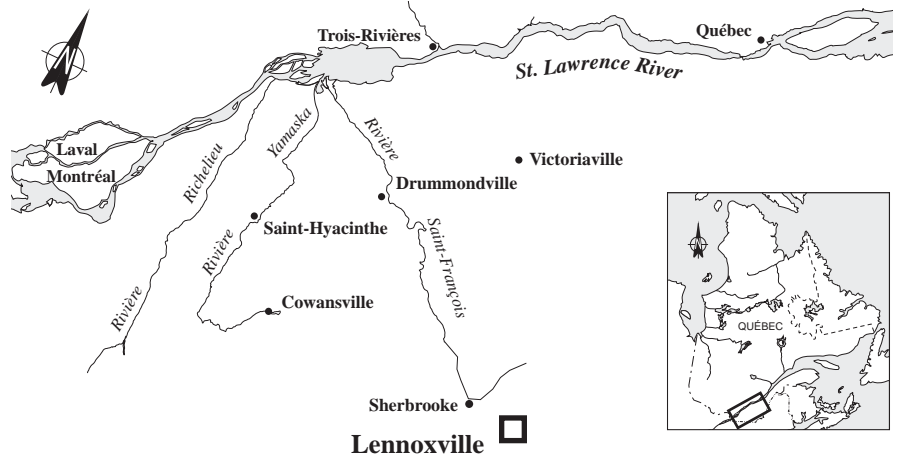 Trois-Rivières
Québec
St. Lawrence River
Laval
Montréal
Rivière
Richelieu
Rivière
Yamaska
Rivière
Saint-François
Victoriaville
Drummondville
Saint-Hyacinthe
Cowansville
Sherbrooke
Lennoxville
QUÉBEC